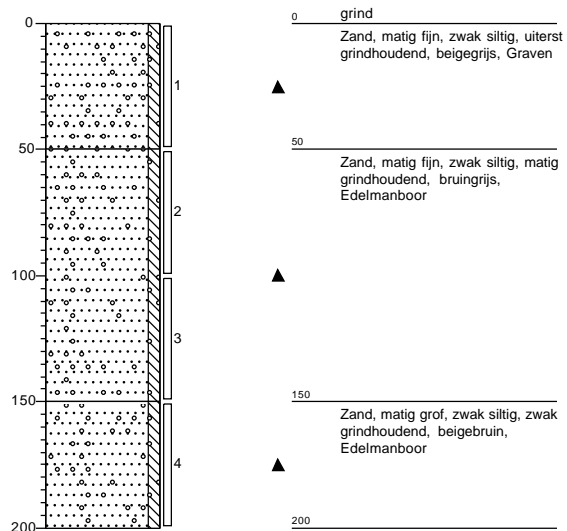 0
50
100
150
200
1
2
3
4
0
grind
Zand, matig fijn, zwak siltig, uiterst
grindhoudend, beigegrijs, Graven
50
Zand, matig fijn, zwak siltig, matig
grindhoudend, bruingrijs,
Edelmanboor
150
Zand, matig grof, zwak siltig, zwak
grindhoudend, beigebruin,
Edelmanboor
200